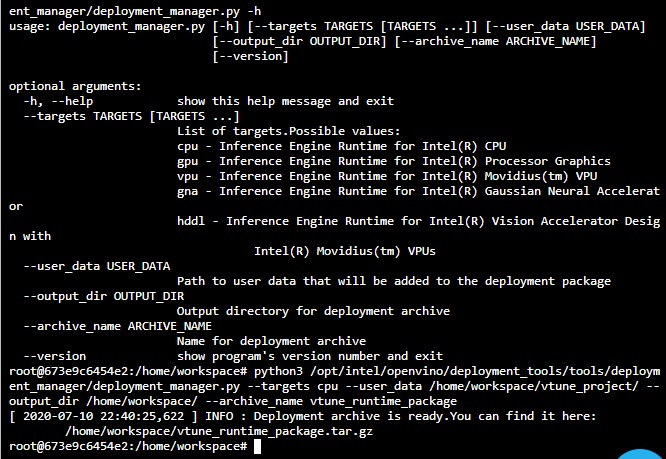 ent_manager/deployment_manager.py -h
usage: deployment_manager.py [-h] [--targets TARGETS [TARGETS ...]] [--user_data USER_DATA]
[--output_dir OUTPUT_DIR] [--archive_name ARCHIVE_NAME]
[--version]
optional arguments:
-h, --help show this help message and exit
--targets TARGETS [TARGETS ...]
List of targets.Possible values:
cpu - Inference Engine Runtime for Intel(R) CPU
gpu - Inference Engine Runtime for Intel(R) Processor Graphics
vpu - Inference Engine Runtime for Intel(R) Movidius(tm) VPU
gna - Inference Engine Runtime for Intel(R) Gaussian Neural Accelerat
or
hddl - Inference Engine Runtime for Intel(R) Vision Accelerator Desig
n with
Intel(R) Movidius(tm) VPUs
--user_data USER_DATA
Path to user data that will be added to the deployment package
--output_dir OUTPUT_DIR
Output directory for deployment archive
--archive_name ARCHIVE_NAME
Name for deployment archive
--version show program's version number and exit
root@673e9c6454e2:/home/workspace# python3 /opt/intel/openvino/deployment_tools/tools/deploym
ent_manager/deployment_manager.py --targets cpu --user_data /home/workspace/vtune_project/ --
output_dir /home/workspace/ --archive_name vtune_runtime_package
[ 2020-07-10 22:40:25,622 ] INFO : Deployment archive is ready.You can find it here:
/home/workspace/vtune_runtime_package.tar.gz
root@673e9c6454e2:/home/workspace#